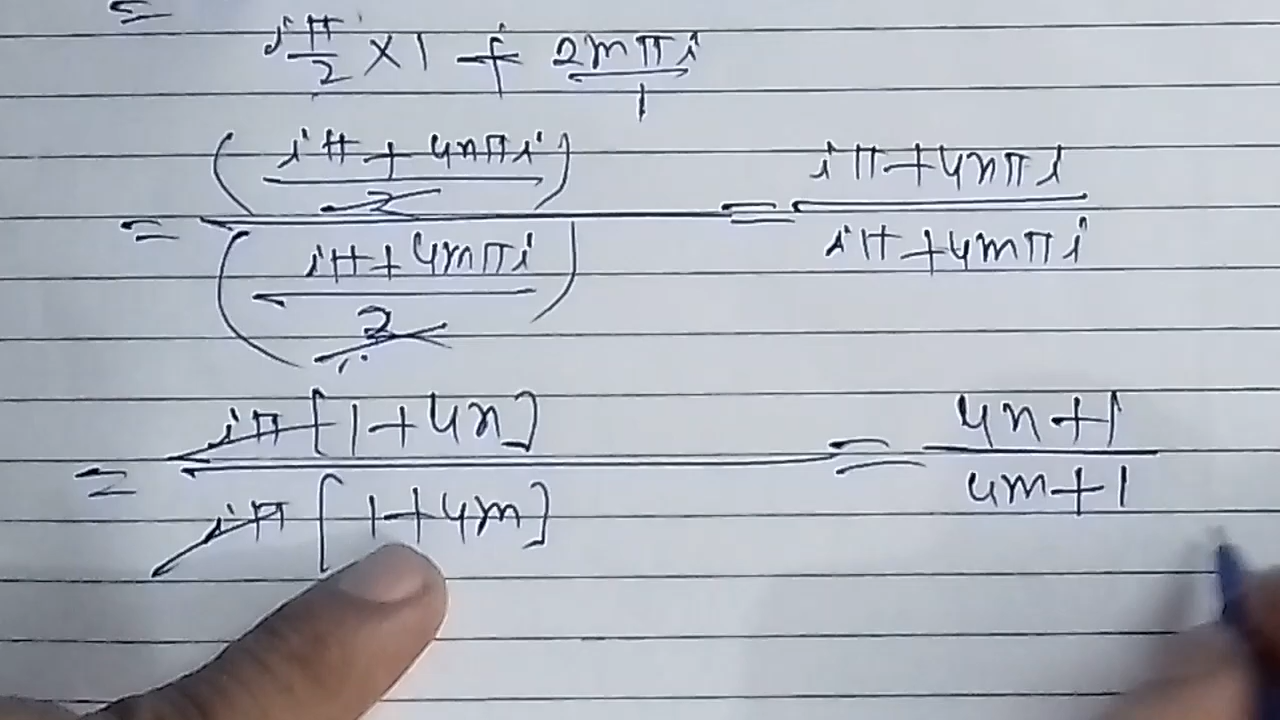 =
iπ/2 × 1 + 2mπi/1
= ((iπ + 4nπi)/2) / ((iπ + 4mπi)/2) = (iπ + 4nπi)/(iπ + 4mπi)
= iπ[1+4n] / iπ[1+4m] = (4n+1)/(4m+1)